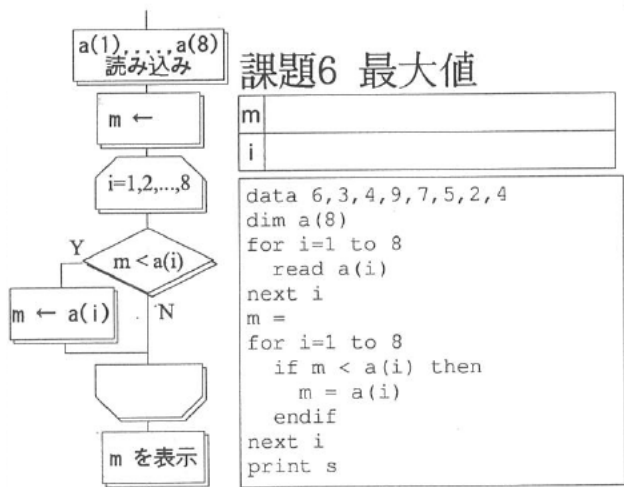 a(1),...,a(8)
読み込み
m ←
i=1,2,...,8
Y
m < a(i)
m ← a(i)
N
m を表示
課題6 最大値
m
i
data 6,3,4,9,7,5,2,4
dim a(8)
for i=1 to 8
read a(i)
next i
m =
for i=1 to 8
if m < a(i) then
m = a(i)
endif
next i
print s